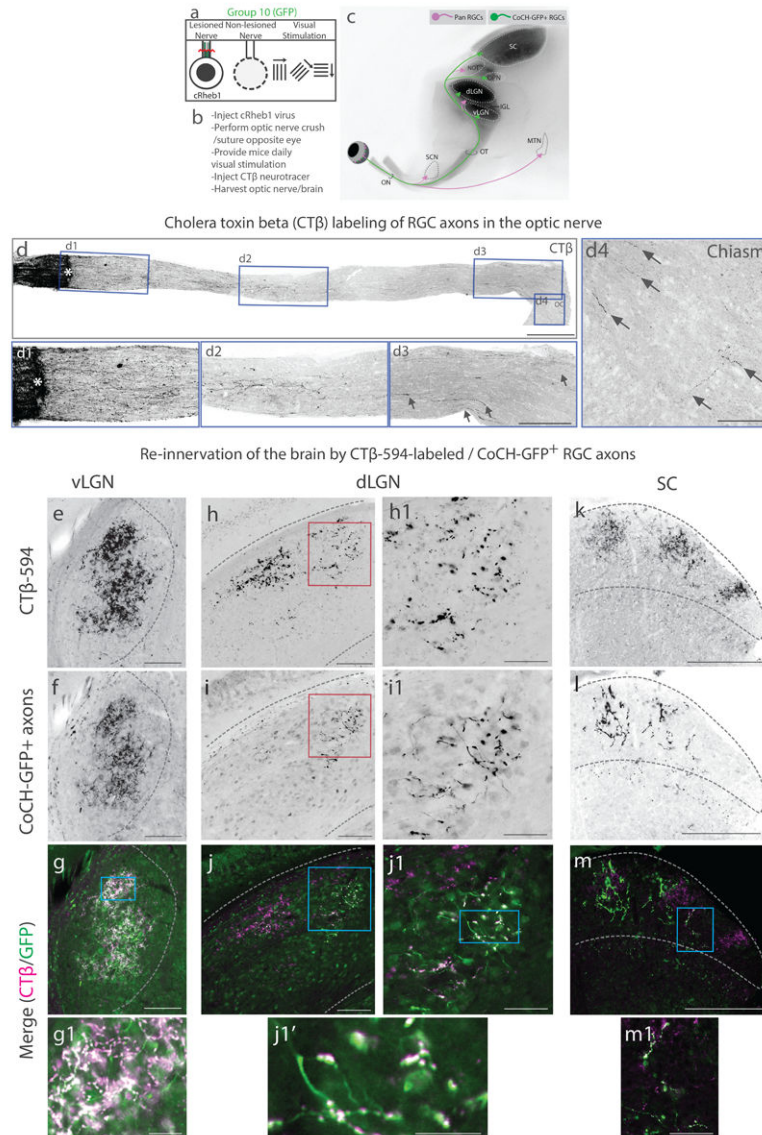 a
Group 10 (GFP)
Lesioned Nerve
Non-lesioned Nerve
Visual Stimulation
cRheb1
b
-Inject cRheb1 virus
-Perform optic nerve crush
/suture opposite eye
-Provide mice daily
visual stimulation
-Inject CTβ neurotracer
-Harvest optic nerve/brain
c
Pan RGCs
CoCH-GFP+ RGCs
SC
NOT
OPN
dLGN
vLGN
IGL
MTN
SCN
OT
ON
Cholera toxin beta (CTβ) labeling of RGC axons in the optic nerve
d
d1
d2
d3
CTβ
d4
OC
*
d4
Chiasm
d1
*
d2
d3
Re-innervation of the brain by CTβ-594-labeled / CoCH-GFP+ RGC axons
vLGN
dLGN
SC
CTβ-594
e
h
h1
k
CoCH-GFP+ axons
f
i
i1
l
Merge (CTβ/GFP)
g
j
j1
m
g1
j1'
m1